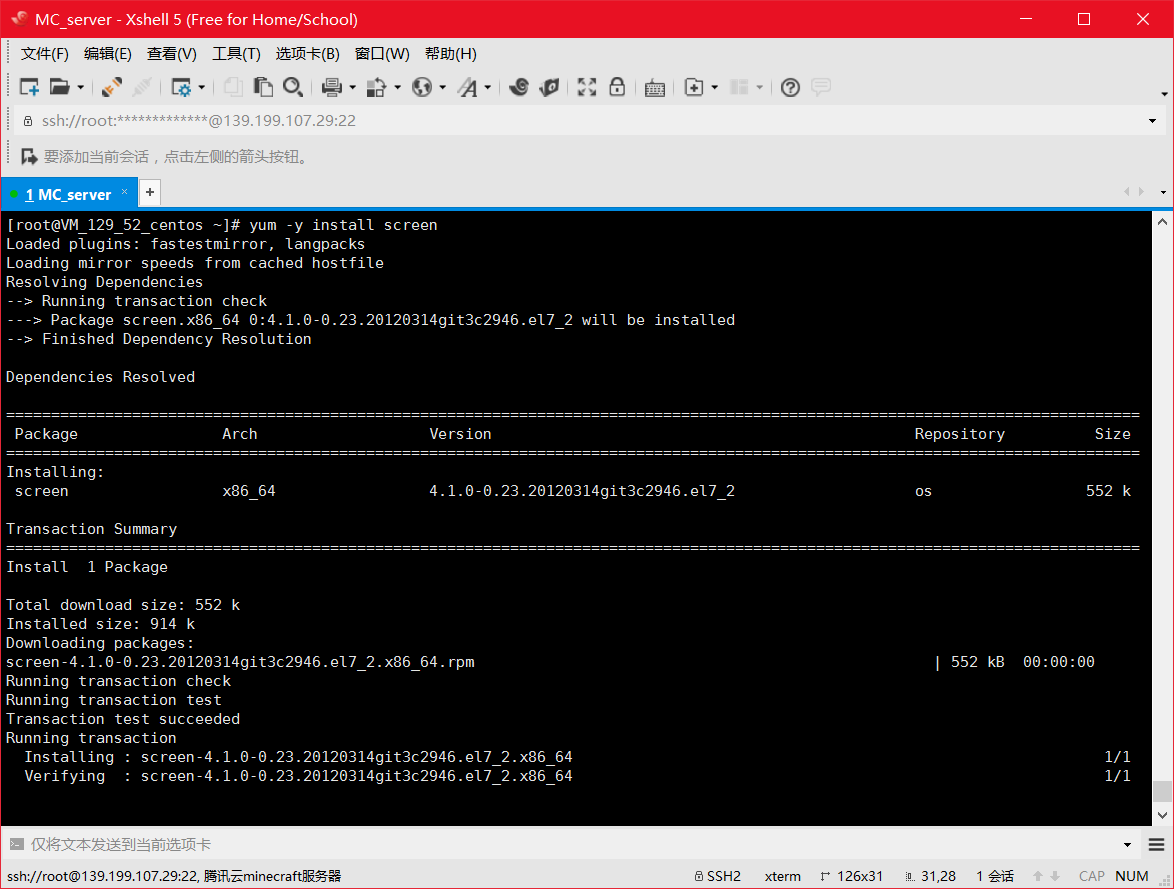 MC_server - Xshell 5 (Free for Home/School)
文件(F) 编辑(E) 查看(V) 工具(T) 选项卡(B) 窗口(W) 帮助(H)
ssh://root:*************@139.199.107.29:22
要添加当前会话，点击左侧的箭头按钮。
1 MC_server × +
[root@VM_129_52_centos ~]# yum -y install screen
Loaded plugins: fastestmirror, langpacks
Loading mirror speeds from cached hostfile
Resolving Dependencies
--> Running transaction check
---> Package screen.x86_64 0:4.1.0-0.23.20120314git3c2946.el7_2 will be installed
--> Finished Dependency Resolution
Dependencies Resolved
==============================================================================================================================
Package Arch Version Repository Size
==============================================================================================================================
Installing:
screen x86_64 4.1.0-0.23.20120314git3c2946.el7_2 os 552 k
Transaction Summary
==============================================================================================================================
Install  1 Package
Total download size: 552 k
Installed size: 914 k
Downloading packages:
screen-4.1.0-0.23.20120314git3c2946.el7_2.x86_64.rpm | 552 kB  00:00:00
Running transaction check
Running transaction test
Transaction test succeeded
Running transaction
Installing : screen-4.1.0-0.23.20120314git3c2946.el7_2.x86_64 1/1
Verifying  : screen-4.1.0-0.23.20120314git3c2946.el7_2.x86_64 1/1
仅将文本发送到当前选项卡
ssh://root@139.199.107.29:22, 腾讯云minecraft服务器 SSH2 xterm 126x31 31,28 1 会话 CAP NUM